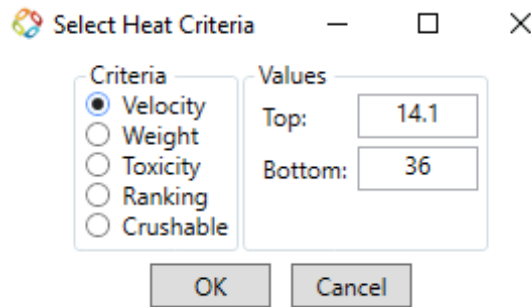 Select Heat Criteria
Criteria
Velocity
Weight
Toxicity
Ranking
Crushable
Values
Top: 14.1
Bottom: 36
OK Cancel